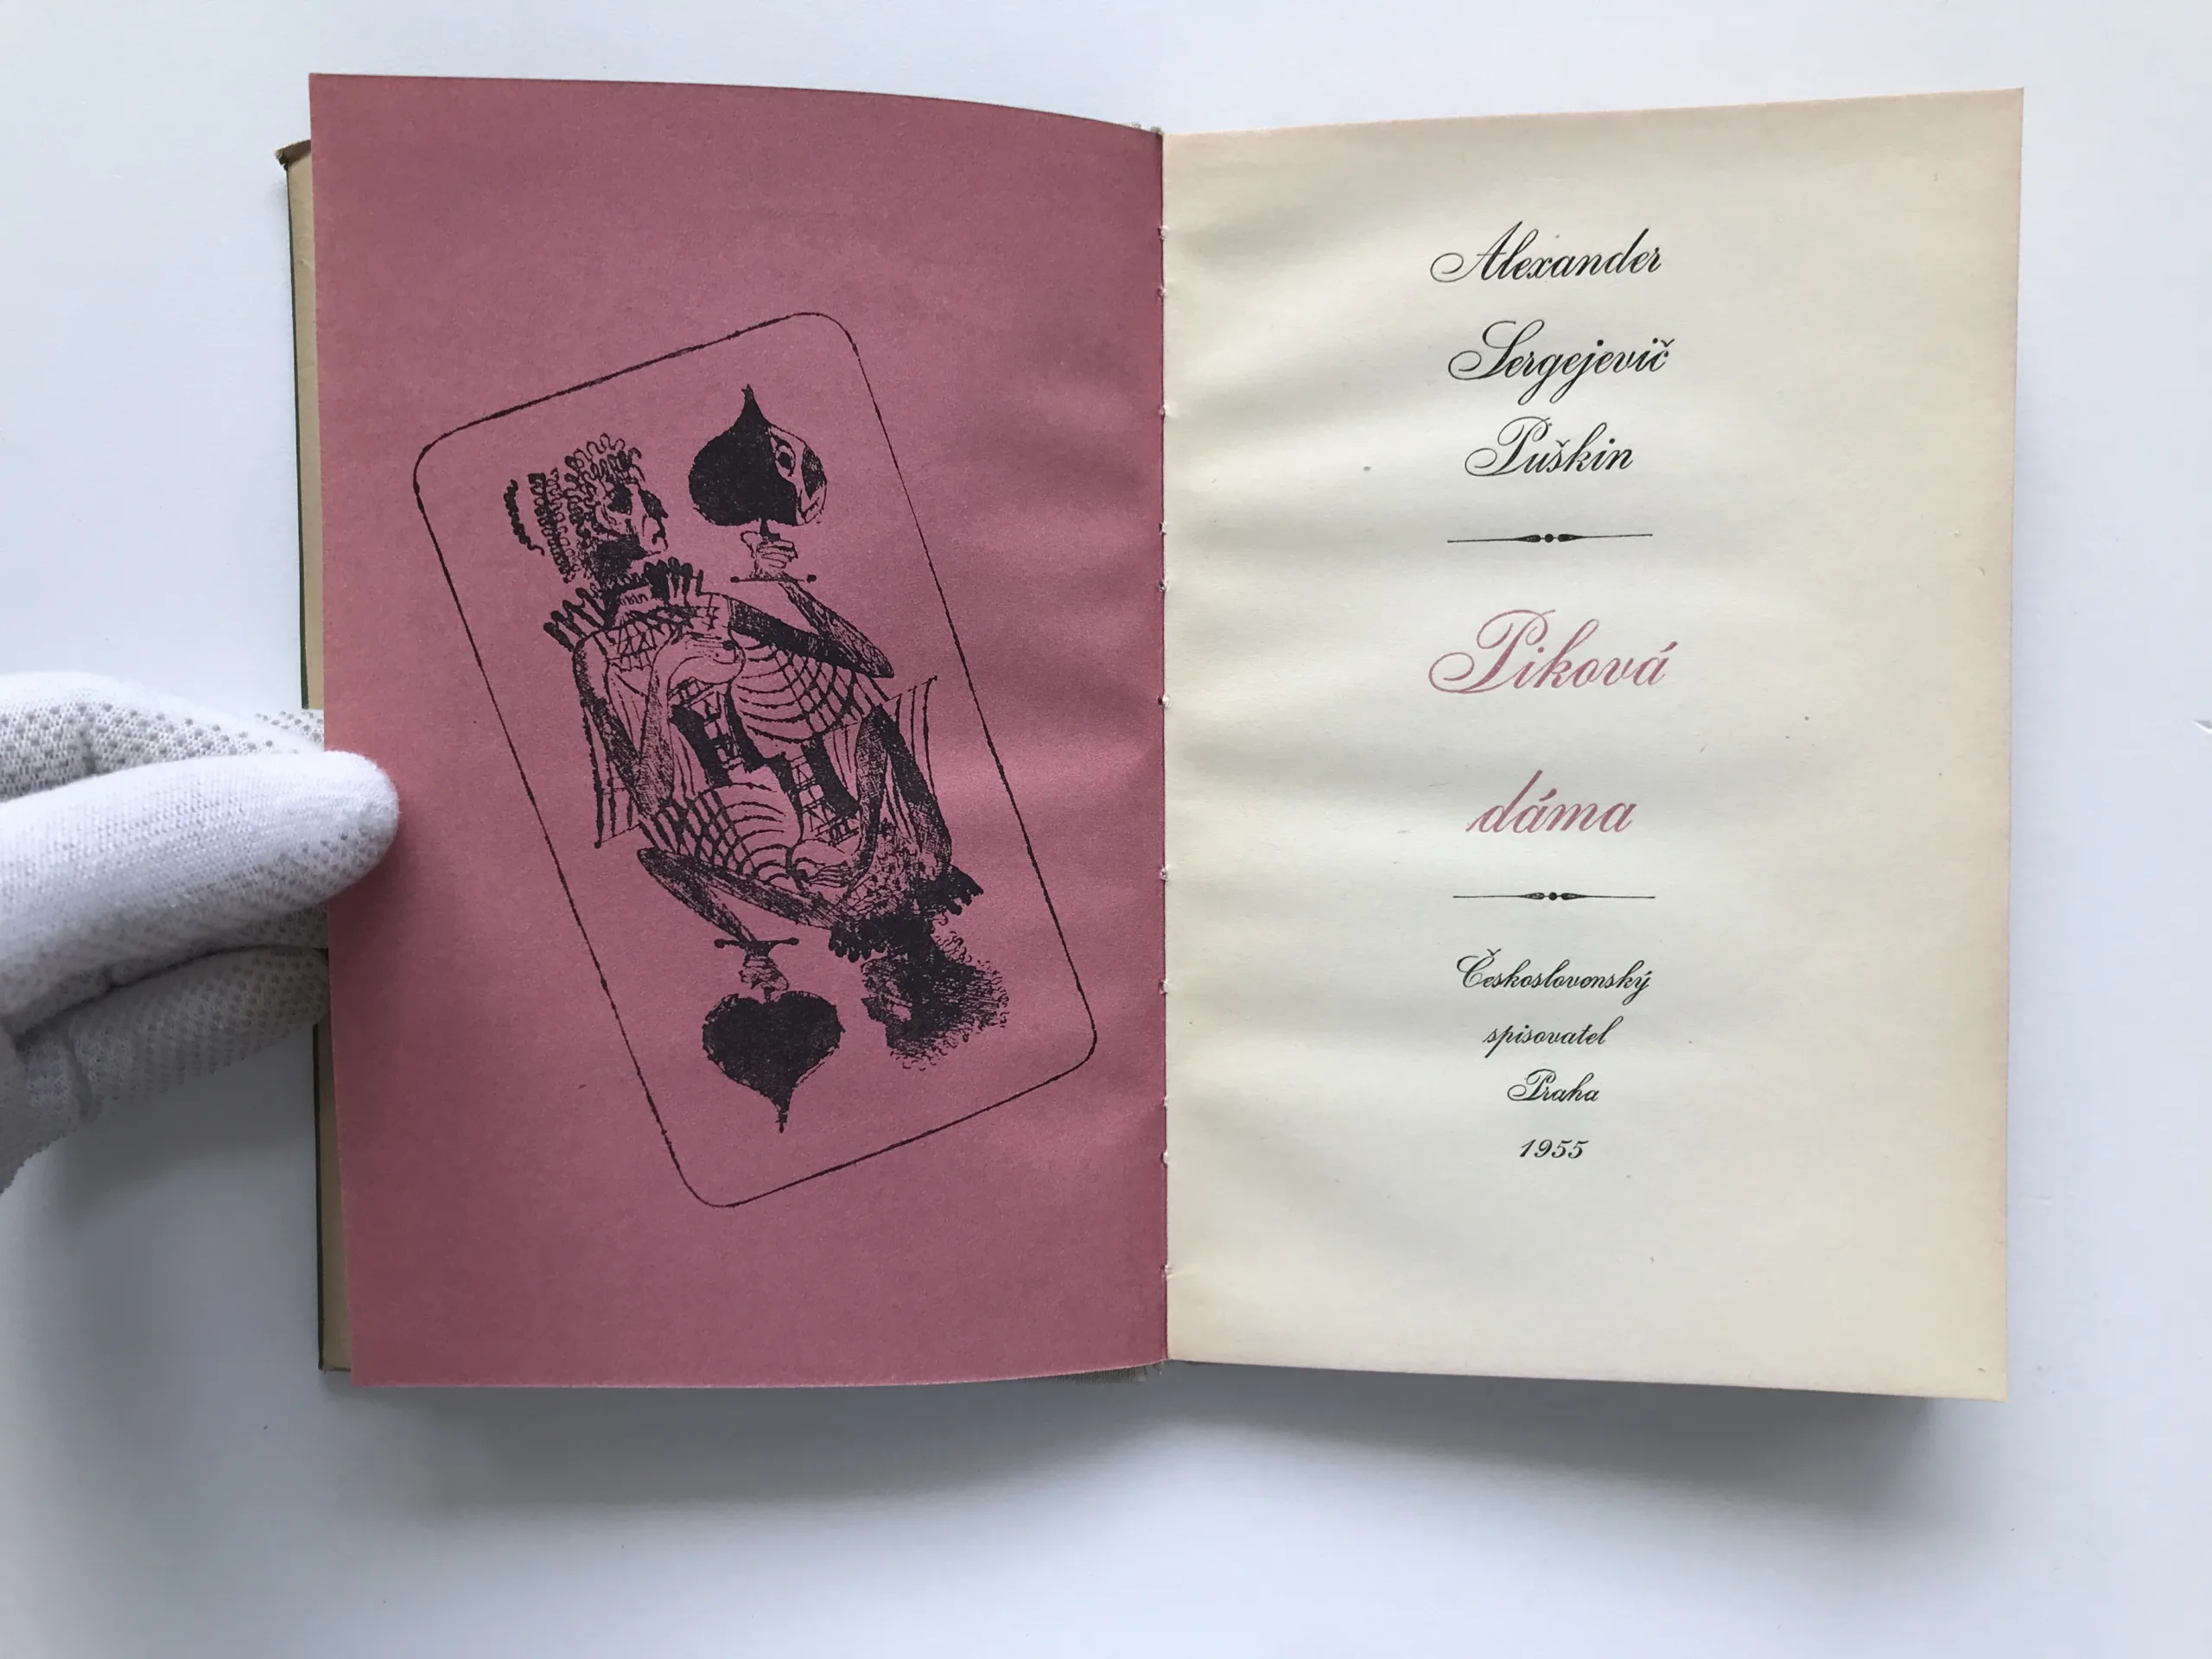 Alexander
Sergejevič
Puškin
Piková
dáma
Československý
spisovatel
Praha
1955